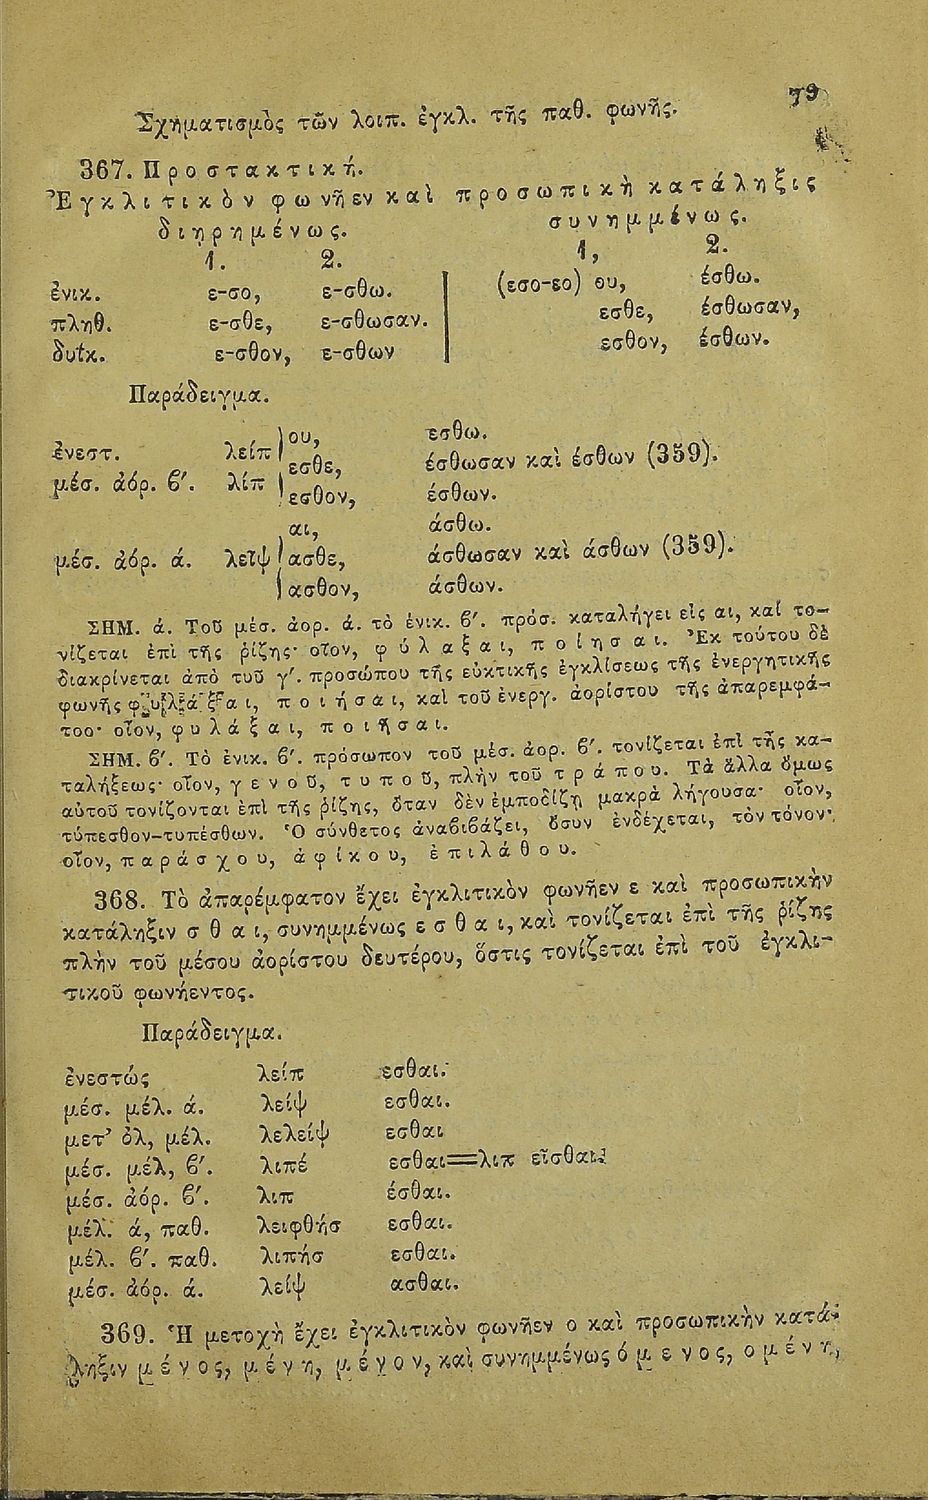 79
Σχηματισμὸς τῶν λοιπ. ἐγκλ. τῆς παθ. φωνῆς.
367. Προστακτική.
Ἐγκλιτικὸν φωνῆεν καὶ προσωπικὴ κατάληξις
διῃρημένως. συνημμένως.
1. 2. 1, 2.
ἑνικ. ε-σο, ε-σθω. (εσο-εο) ου, έσθω.
πληθ. ε-σθε, ε-σθωσαν. εσθε, έσθωσαν,
δυϊκ. ε-σθον, ε-σθων εσθον, έσθων.
Παράδειγμα.
ου, εσθω.
ἐνεστ. λείπ εσθε, έσθωσαν καὶ έσθων (359).
μέσ. ἀόρ. β'. λίπ εσθον, έσθων.
αι, άσθω.
μέσ. ἀόρ. ά. λεῖψ ασθε, άσθωσαν καὶ άσθων (359).
ασθον, άσθων.
ΣΗΜ. ά. Τοῦ μέσ. ἀορ. ά. τὸ ἑνικ. β'. πρόσ. καταλήγει εἰς αι, καὶ το-
νίζεται ἐπὶ τῆς ῥίζης· οἷον, φύλαξαι, ποίησαι. Ἐκ τούτου δὲ
διακρίνεται ἀπὸ τοῦ γ'. προσώπου τῆς εὐκτικῆς ἐγκλίσεως τῆς ἐνεργητικῆς
φωνῆς φυλάξαι, ποιήσαι, καὶ τοῦ ἐνεργ. ἀορίστου τῆς ἀπαρεμφά-
του· οἷον, φυλάξαι, ποιῆσαι.
ΣΗΜ. β'. Τὸ ἑνικ. β'. πρόσωπον τοῦ μέσ. ἀορ. β'. τονίζεται ἐπὶ τῆς κα-
ταλήξεως· οἷον, γενοῦ, τυποῦ, πλὴν τοῦ τράπου. Τὰ ἄλλα ὅμως
αὐτοῦ τονίζονται ἐπὶ τῆς ῥίζης, ὅταν δὲν ἐμποδίζῃ μακρὰ λήγουσα· οἷον,
τύπεσθον-τυπέσθων. Ὁ σύνθετος ἀναβιβάζει, ὅσυν ἐνδέχεται, τὸν τόνον·
οἷον, παράσχου, ἀφίκου, ἐπιλάθου.
368. Τὸ ἀπαρέμφατον ἔχει ἐγκλιτικὸν φωνῆεν ε καὶ προσωπικὴν
κατάληξιν σθαι, συνημμένως εσθαι, καὶ τονίζεται ἐπὶ τῆς ῥίζης
πλὴν τοῦ μέσου ἀορίστου δευτέρου, ὅστις τονίζεται ἐπὶ τοῦ ἐγκλι-
τικοῦ φωνήεντος.
Παράδειγμα.
ἐνεστώς λείπ εσθαι.
μέσ. μέλ. ά. λείψ εσθαι.
μετ' ὀλ, μέλ. λελείψ εσθαι
μέσ. μέλ, β'. λιπέ εσθαι=λιπ εῖσθαι.
μέσ. ἀόρ. β'. λιπ έσθαι.
μέλ. ά, παθ. λειφθήσ εσθαι.
μέλ. β'. παθ. λιπήσ εσθαι.
μέσ. ἀόρ. ά. λείψ ασθαι.
369. Ἡ μετοχὴ ἔχει ἐγκλιτικὸν φωνῆεν ο καὶ προσωπικὴν κατά-
ληξιν μένος, μένη, μένον, καὶ συνημμένως όμενος, ομένη,